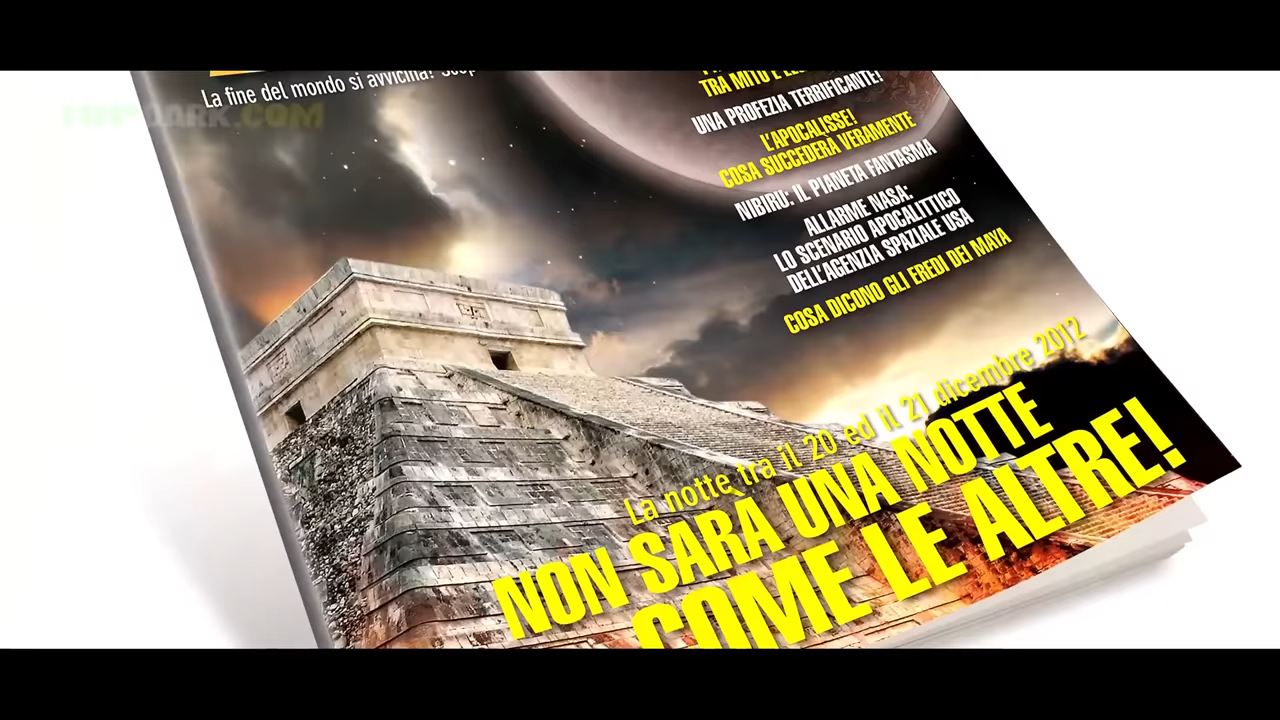 La fine del mondo si avvicina!
TRA MITO E
UNA PROFEZIA TERRIFICANTE!
L'APOCALISSE!
COSA SUCCEDERÀ VERAMENTE
NIBIRU: IL PIANETA FANTASMA
ALLARME NASA:
LO SCENARIO APOCALITTICO
DELL'AGENZIA SPAZIALE USA
COSA DICONO GLI EREDI DEI MAYA
La notte tra il 20 ed il 21 dicembre 2012
NON SARÀ UNA NOTTE
COME LE ALTRE!